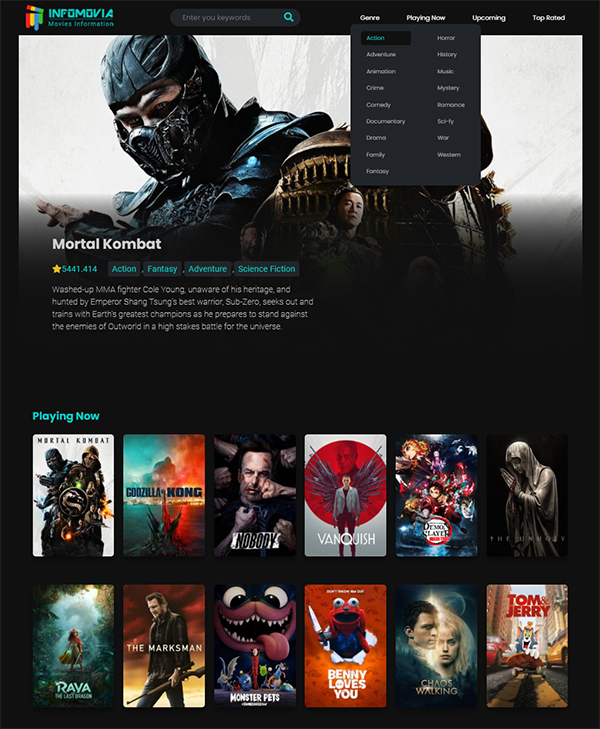 INFOMOVIA
Movies Information
Enter you keywords
Genre
Playing Now
Upcoming
Top Rated
Action
Adventure
Animation
Crime
Comedy
Documentary
Drama
Family
Fantasy
Horror
History
Music
Mystery
Romance
Sci-fy
War
Western
Mortal Kombat
5441.414 Action , Fantasy , Adventure , Science Fiction
Washed-up MMA fighter Cole Young, unaware of his heritage, and
hunted by Emperor Shang Tsung's best warrior, Sub-Zero, seeks out and
trains with Earth's greatest champions as he prepares to stand against
the enemies of Outworld in a high stakes battle for the universe.
Playing Now
MORTAL KOMBAT
GODZILLA KONG
NOBODY
VANQUISH
DEMON
SLAYER
THE UNHOLY
RAYA
THE LAST DRAGON
THE MARKSMAN
MONSTER PETS
DON'T THROW HIM OUT
BENNY
LOVES
YOU
CHAOS
WALKING
TOM &
JERRY